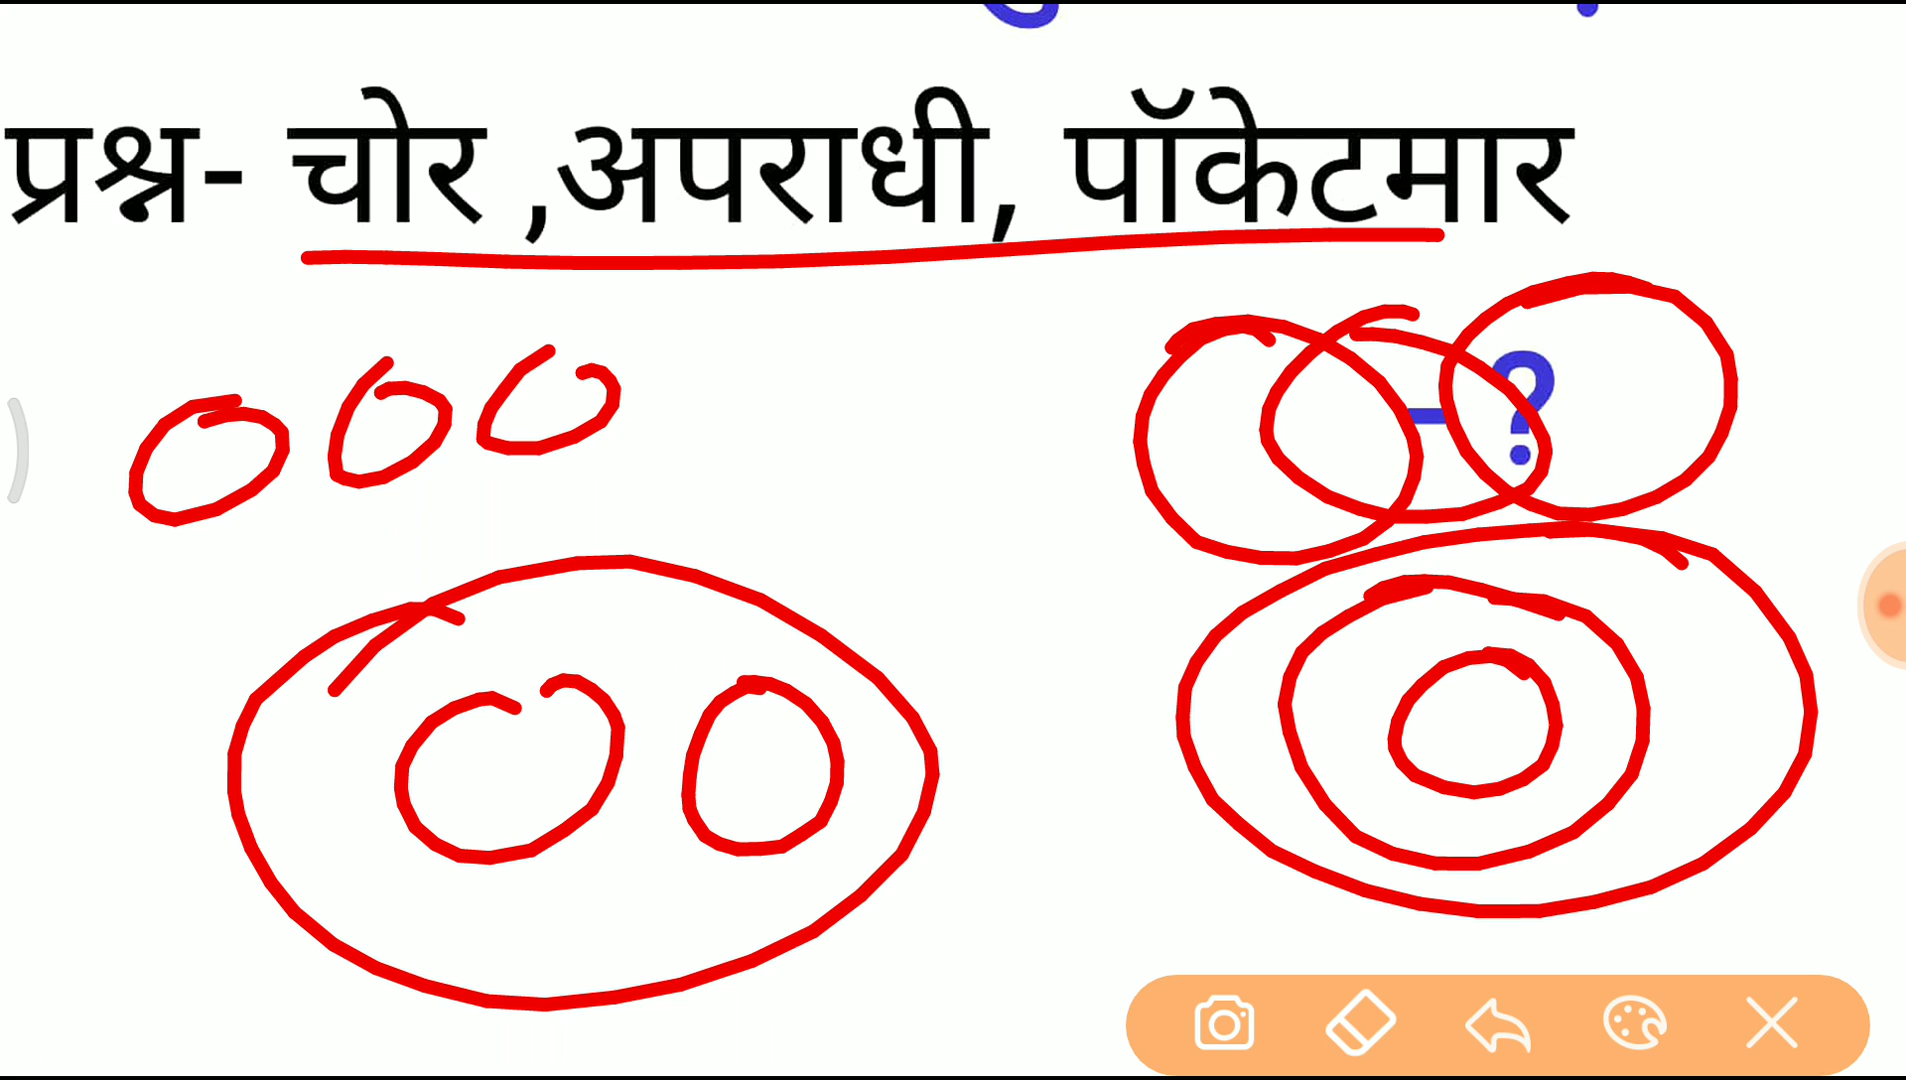 प्रश्न- चोर ,अपराधी, पॉकेटमार
- ?